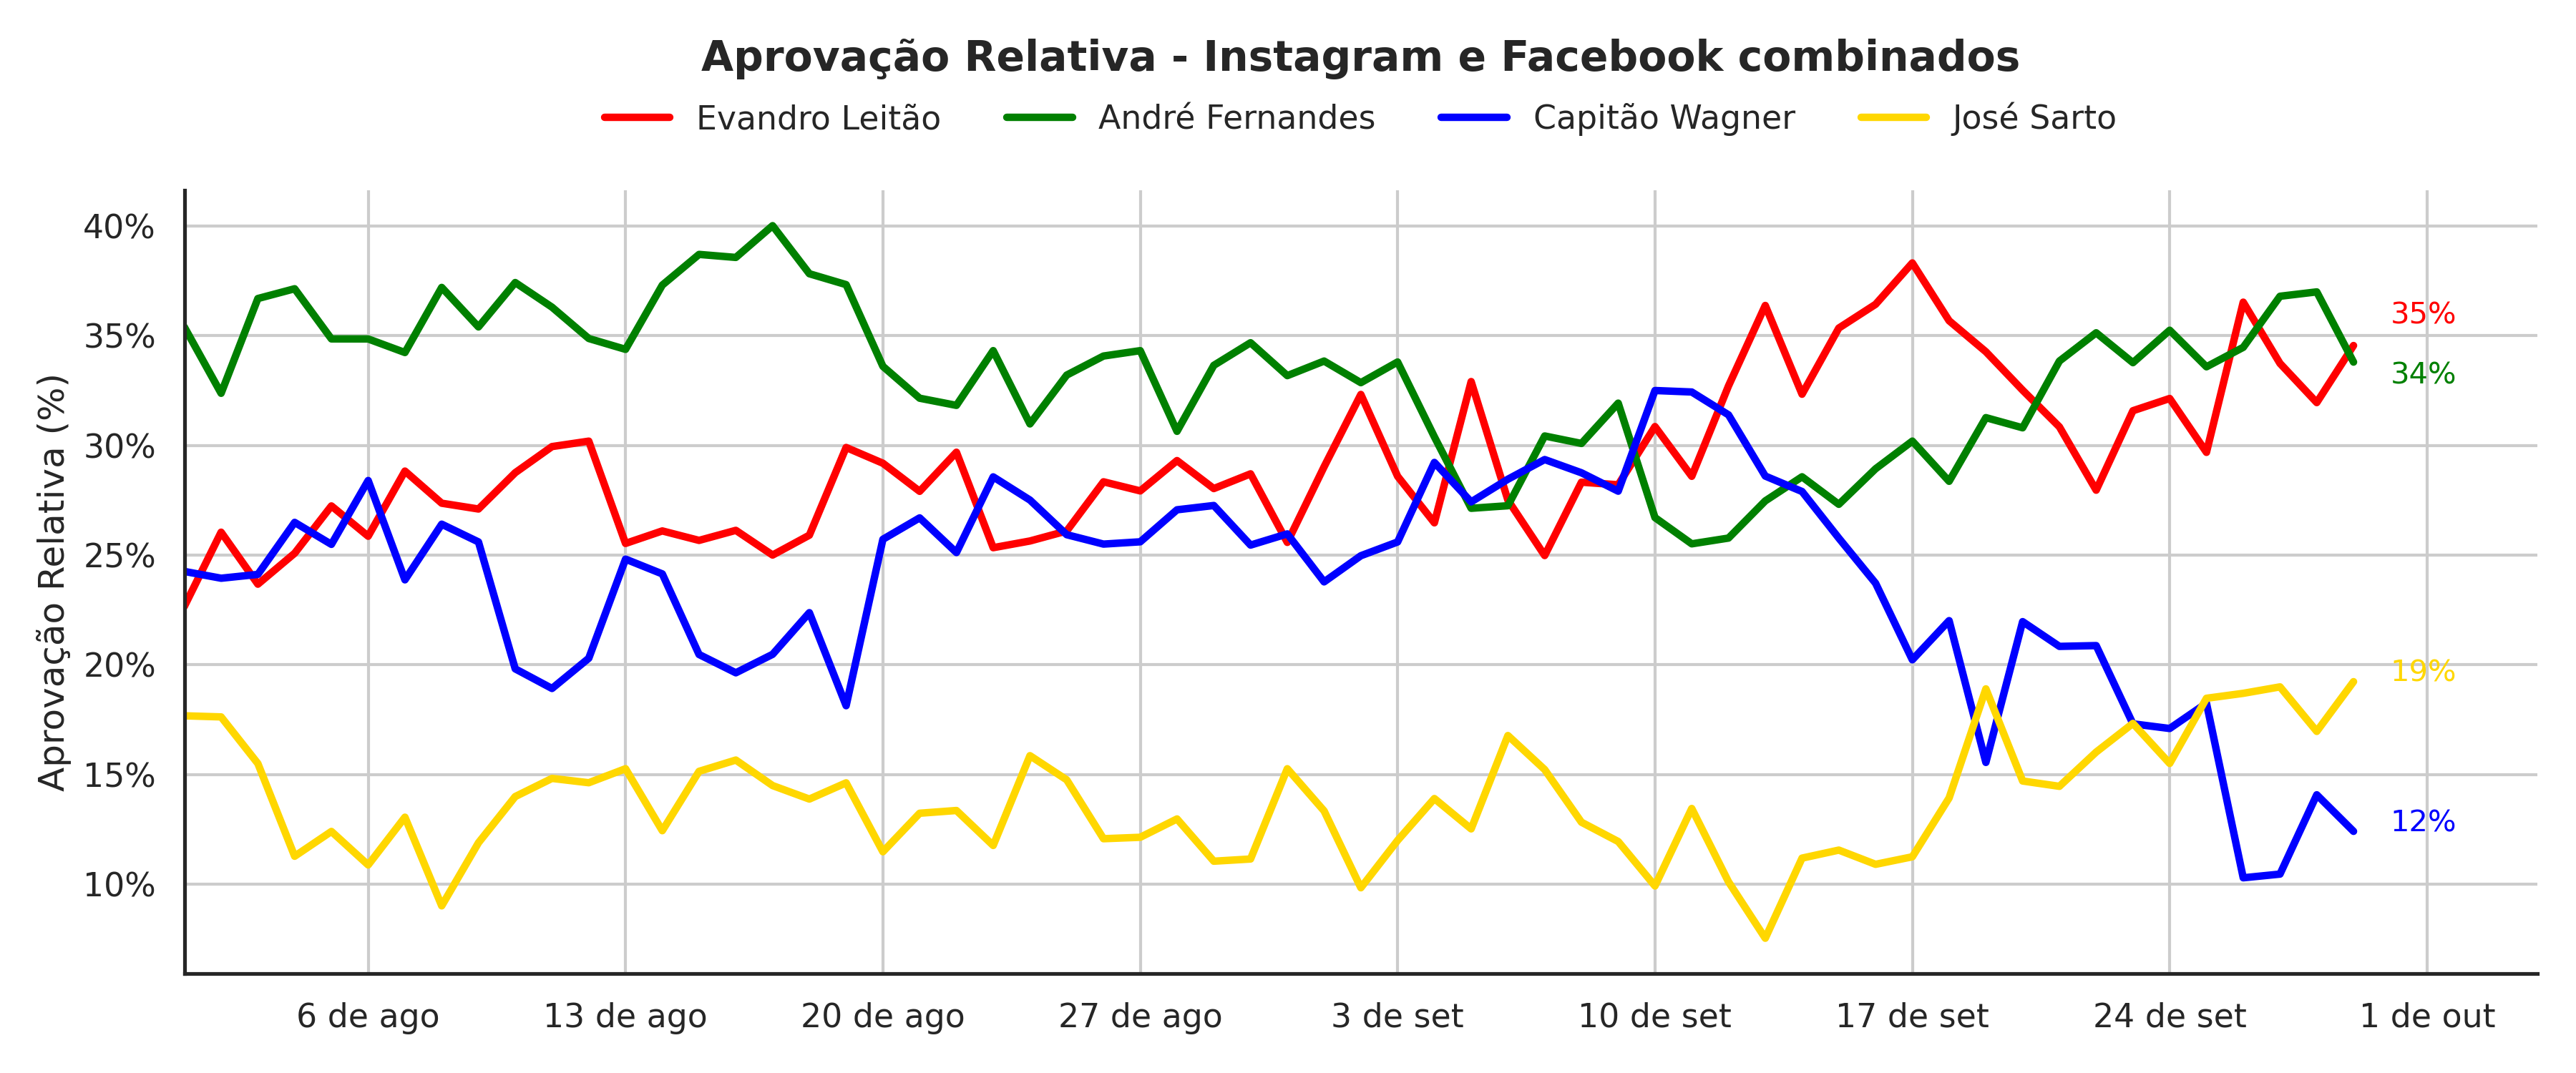 Aprovação Relativa - Instagram e Facebook combinados
Evandro Leitão André Fernandes Capitão Wagner José Sarto
Aprovação Relativa (%)
40%
35%
30%
25%
20%
15%
10%
35%
34%
19%
12%
6 de ago 13 de ago 20 de ago 27 de ago 3 de set 10 de set 17 de set 24 de set 1 de out